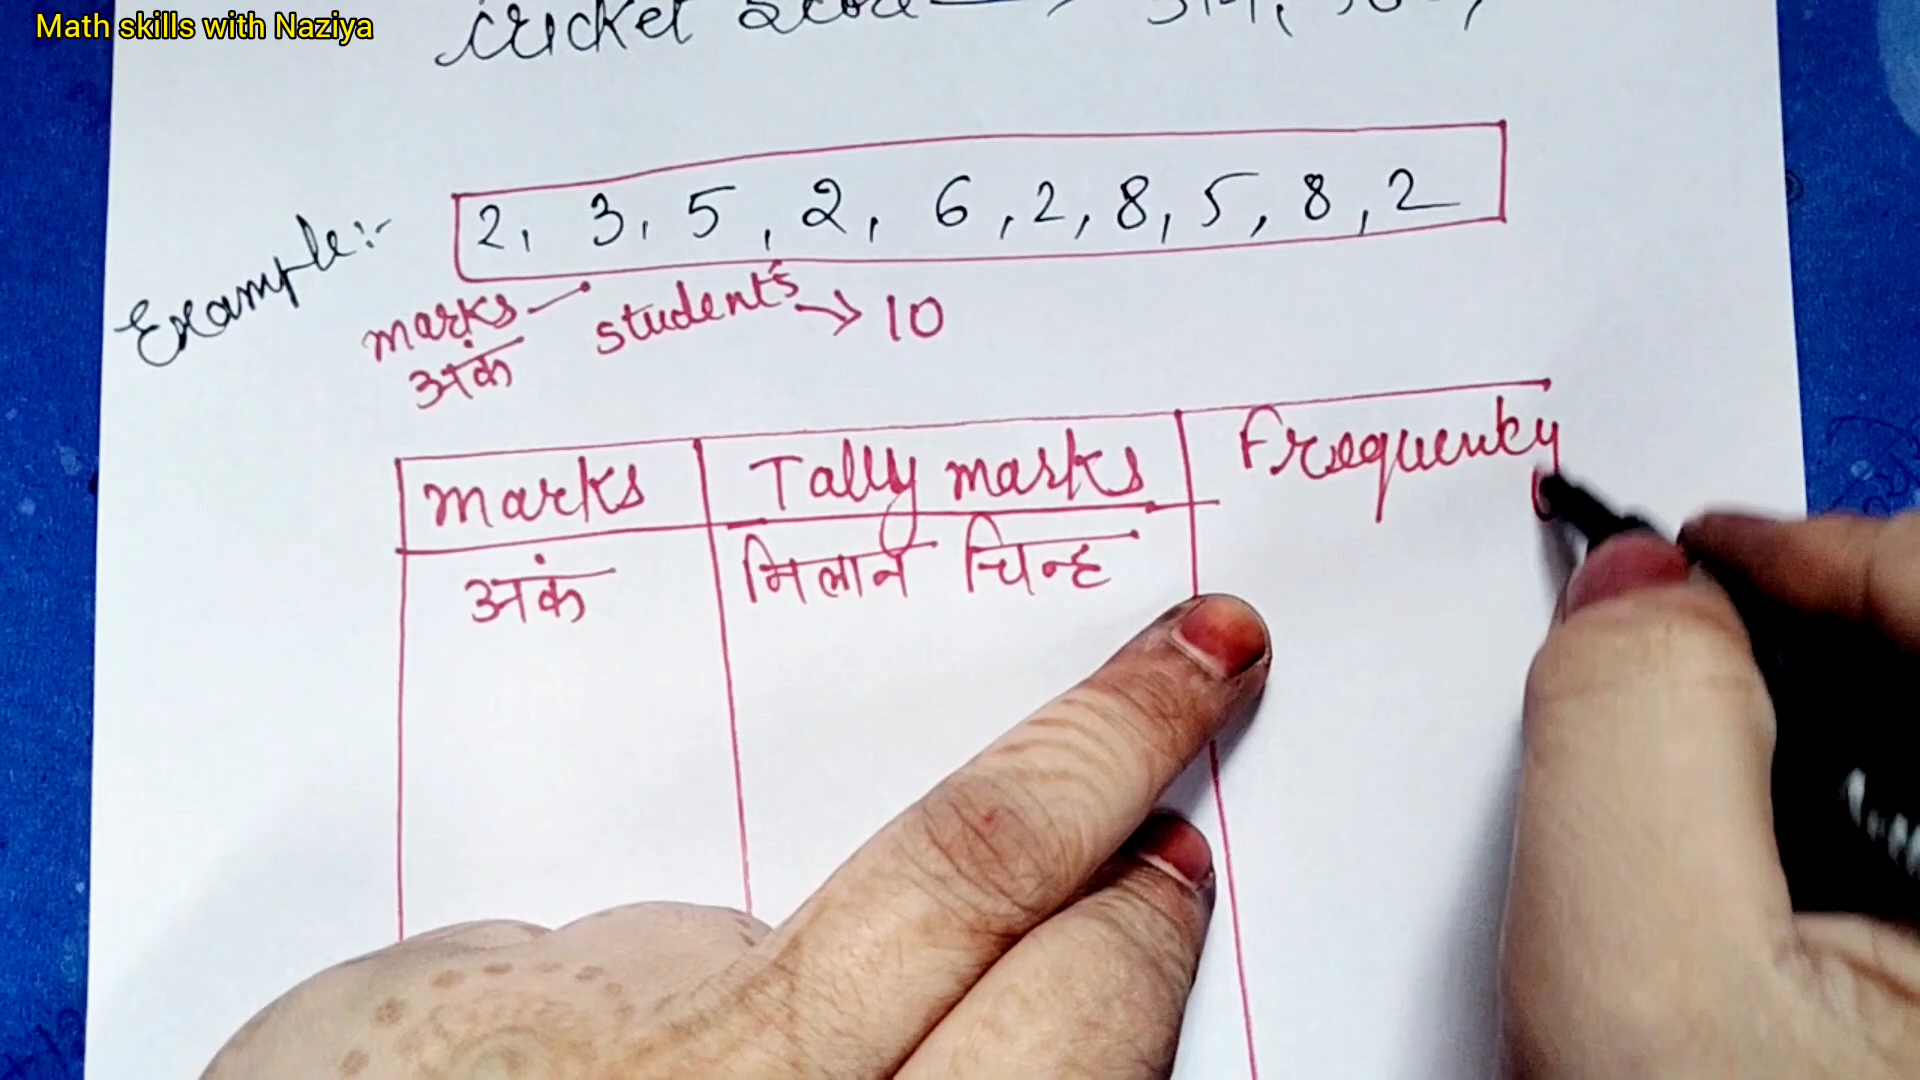 Math skills with Naziya
cricket
Example:-
2, 3, 5, 2, 6, 2, 8, 5, 8, 2
marks students → 10
अंक
marks Tally marks Frequency
अंक मिलान चिन्ह